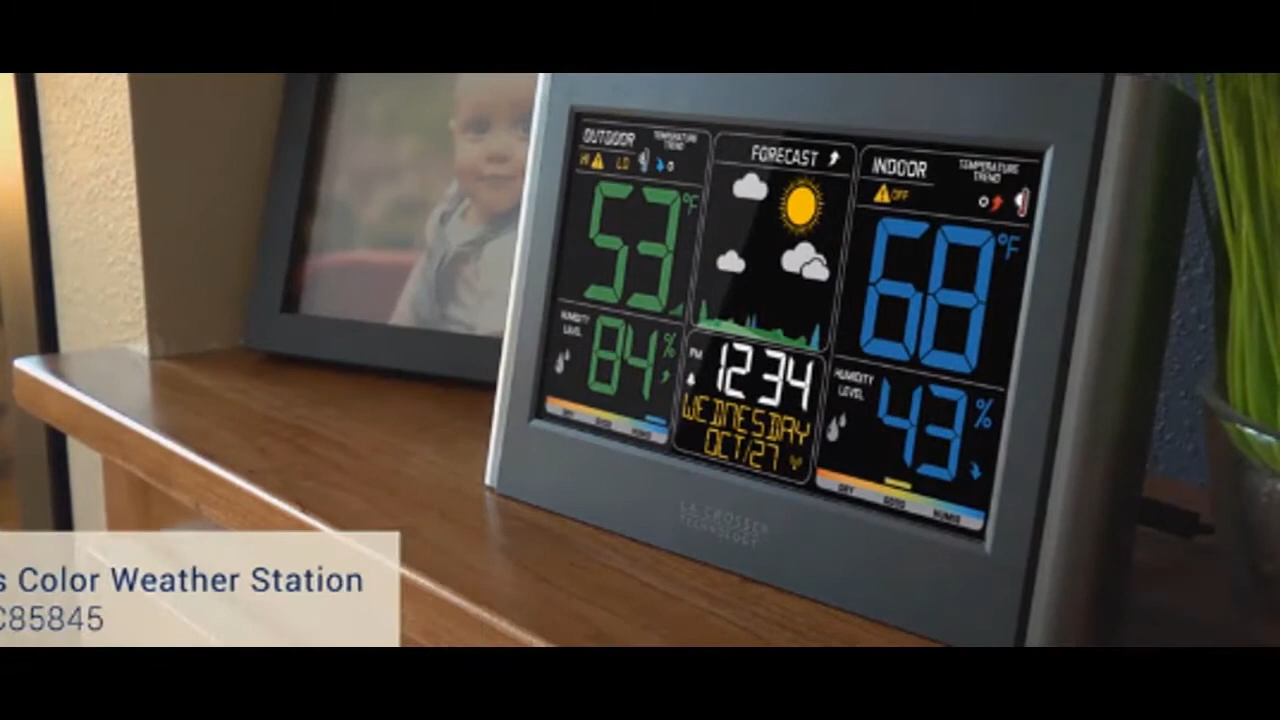 OUTDOOR
TEMPERATURE
TREND
HI LO
53 °F
HUMIDITY
LEVEL
84 %
DRY GOOD HUMID
FORECAST
PM 12 34
WEDNESDAY
OCT/27
INDOOR
TEMPERATURE
TREND
OFF
68 °F
HUMIDITY
LEVEL
43 %
DRY GOOD HUMID
LA CROSSE
TECHNOLOGY
s Color Weather Station
C85845